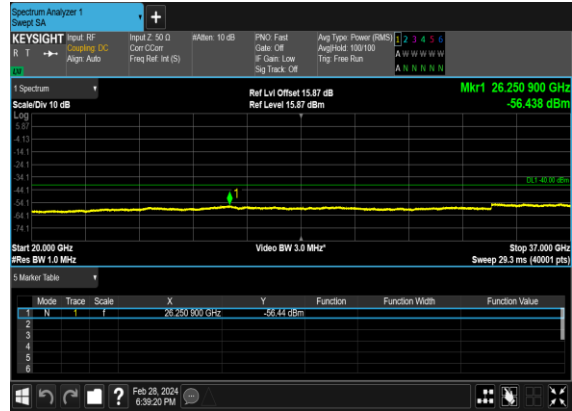 Spectrum Analyzer 1
Swept SA
+
KEYSIGHT Input: RF Input Z: 50 Ω #Atten: 10 dB PNO: Fast Avg Type: Power (RMS) 1 2 3 4 5 6
R T Coupling: DC Corr CCorr Gate: Off Avg|Hold: 100/100 A W W W W W
Align: Auto Freq Ref: Int (S) IF Gain: Low Trig: Free Run
Sig Track: Off A N N N N N
1 Spectrum Ref Lvl Offset 15.87 dB Mkr1 26.250 900 GHz
Scale/Div 10 dB Ref Level 15.87 dBm -56.438 dBm
Log
5.87
-4.13
-14.1
-24.1
-34.1
DL1 -40.00 dBm
-44.1
1
-54.1
-64.1
-74.1
Start 20.000 GHz Video BW 3.0 MHz* Stop 37.000 GHz
#Res BW 1.0 MHz Sweep 29.3 ms (40001 pts)
5 Marker Table
Mode Trace Scale X Y Function Function Width Function Value
1 N 1 f 26.250 900 GHz -56.44 dBm
2
3
4
5
6
? Feb 28, 2024
6:39:20 PM